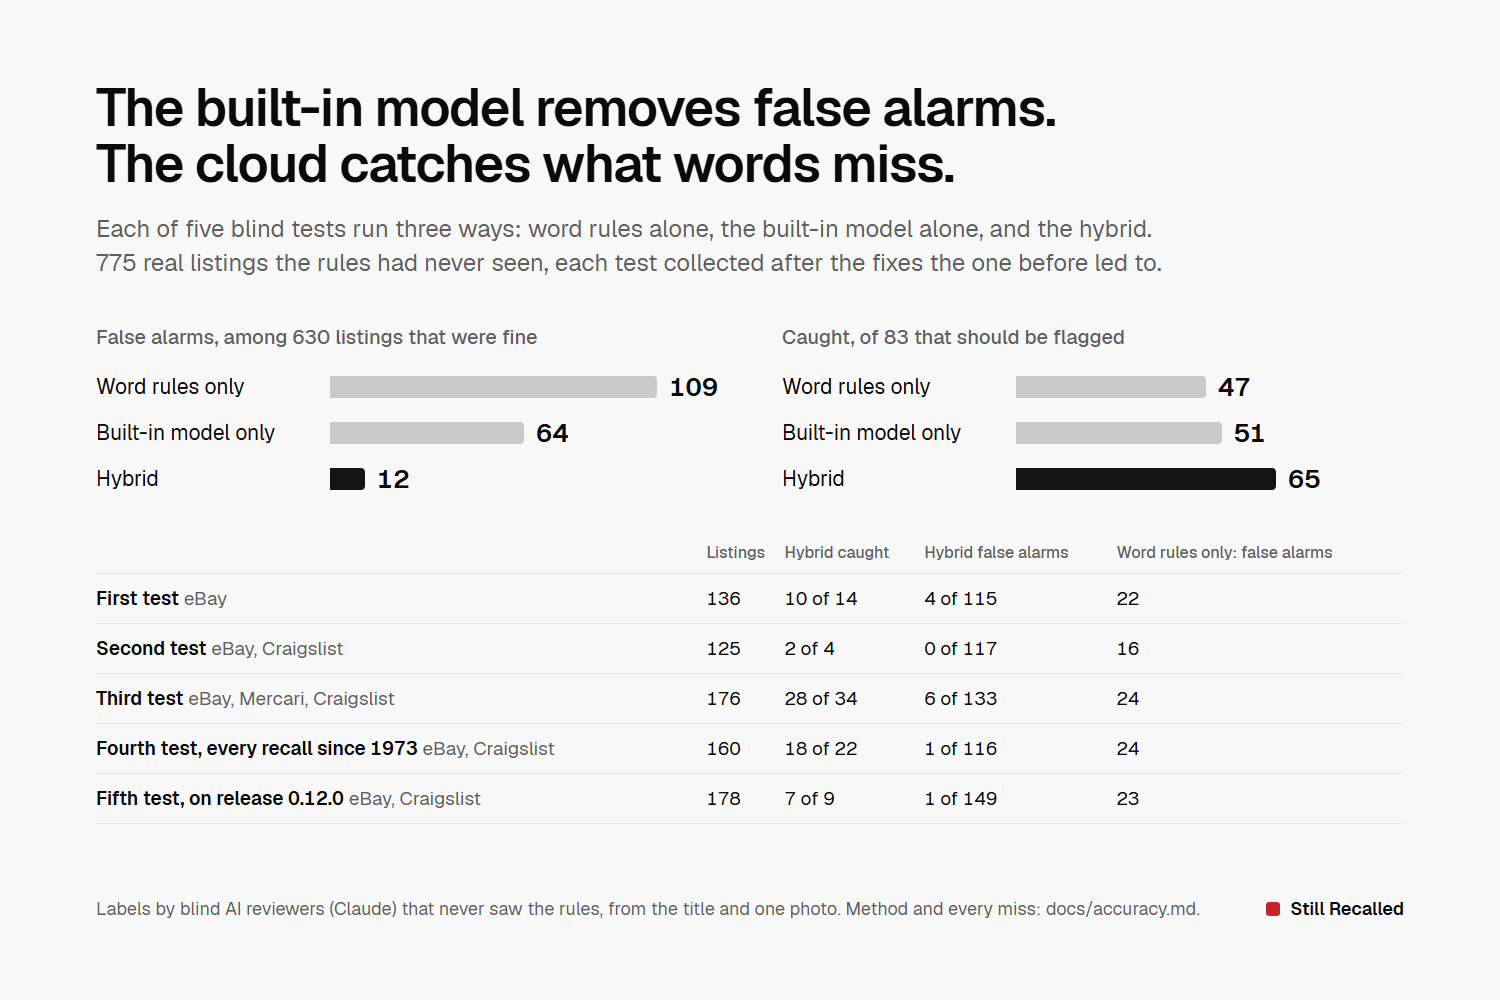 The built-in model removes false alarms.
The cloud catches what words miss.
Each of five blind tests run three ways: word rules alone, the built-in model alone, and the hybrid.
775 real listings the rules had never seen, each test collected after the fixes the one before led to.
False alarms, among 630 listings that were fine
Word rules only 109
Built-in model only 64
Hybrid 12
Caught, of 83 that should be flagged
Word rules only 47
Built-in model only 51
Hybrid 65
Listings Hybrid caught Hybrid false alarms Word rules only: false alarms
First test eBay 136 10 of 14 4 of 115 22
Second test eBay, Craigslist 125 2 of 4 0 of 117 16
Third test eBay, Mercari, Craigslist 176 28 of 34 6 of 133 24
Fourth test, every recall since 1973 eBay, Craigslist 160 18 of 22 1 of 116 24
Fifth test, on release 0.12.0 eBay, Craigslist 178 7 of 9 1 of 149 23
Labels by blind AI reviewers (Claude) that never saw the rules, from the title and one photo. Method and every miss: docs/accuracy.md.
Still Recalled